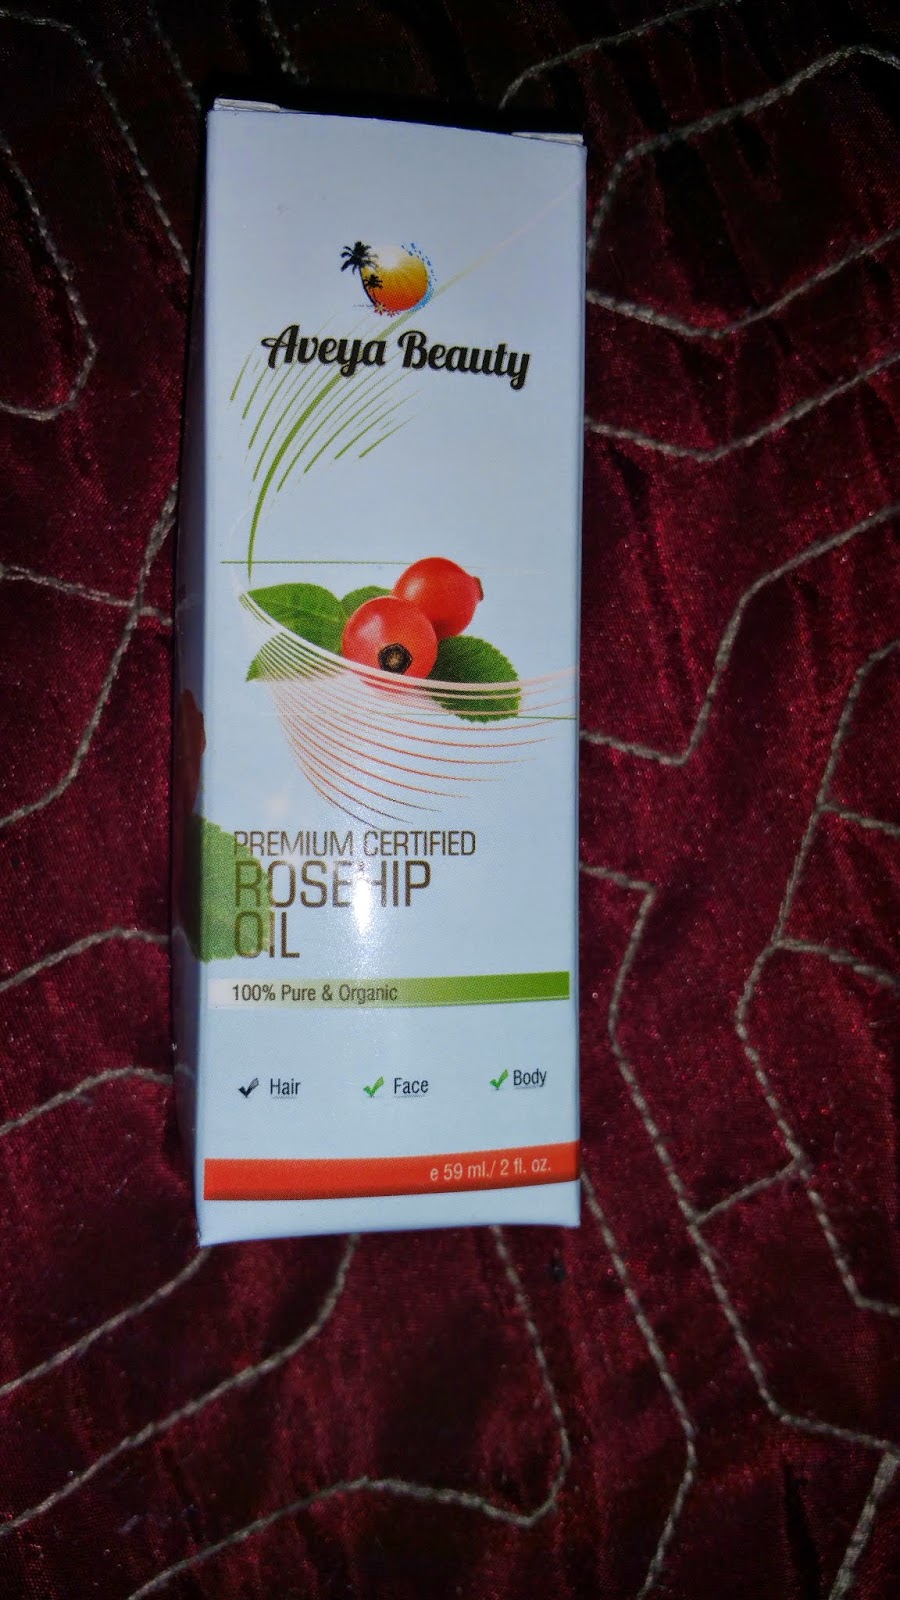 Aveya Beauty
PREMIUM CERTIFIED
ROSEHIP
OIL
100% Pure & Organic
Hair Face Body
e 59 ml./ 2 fl. oz.